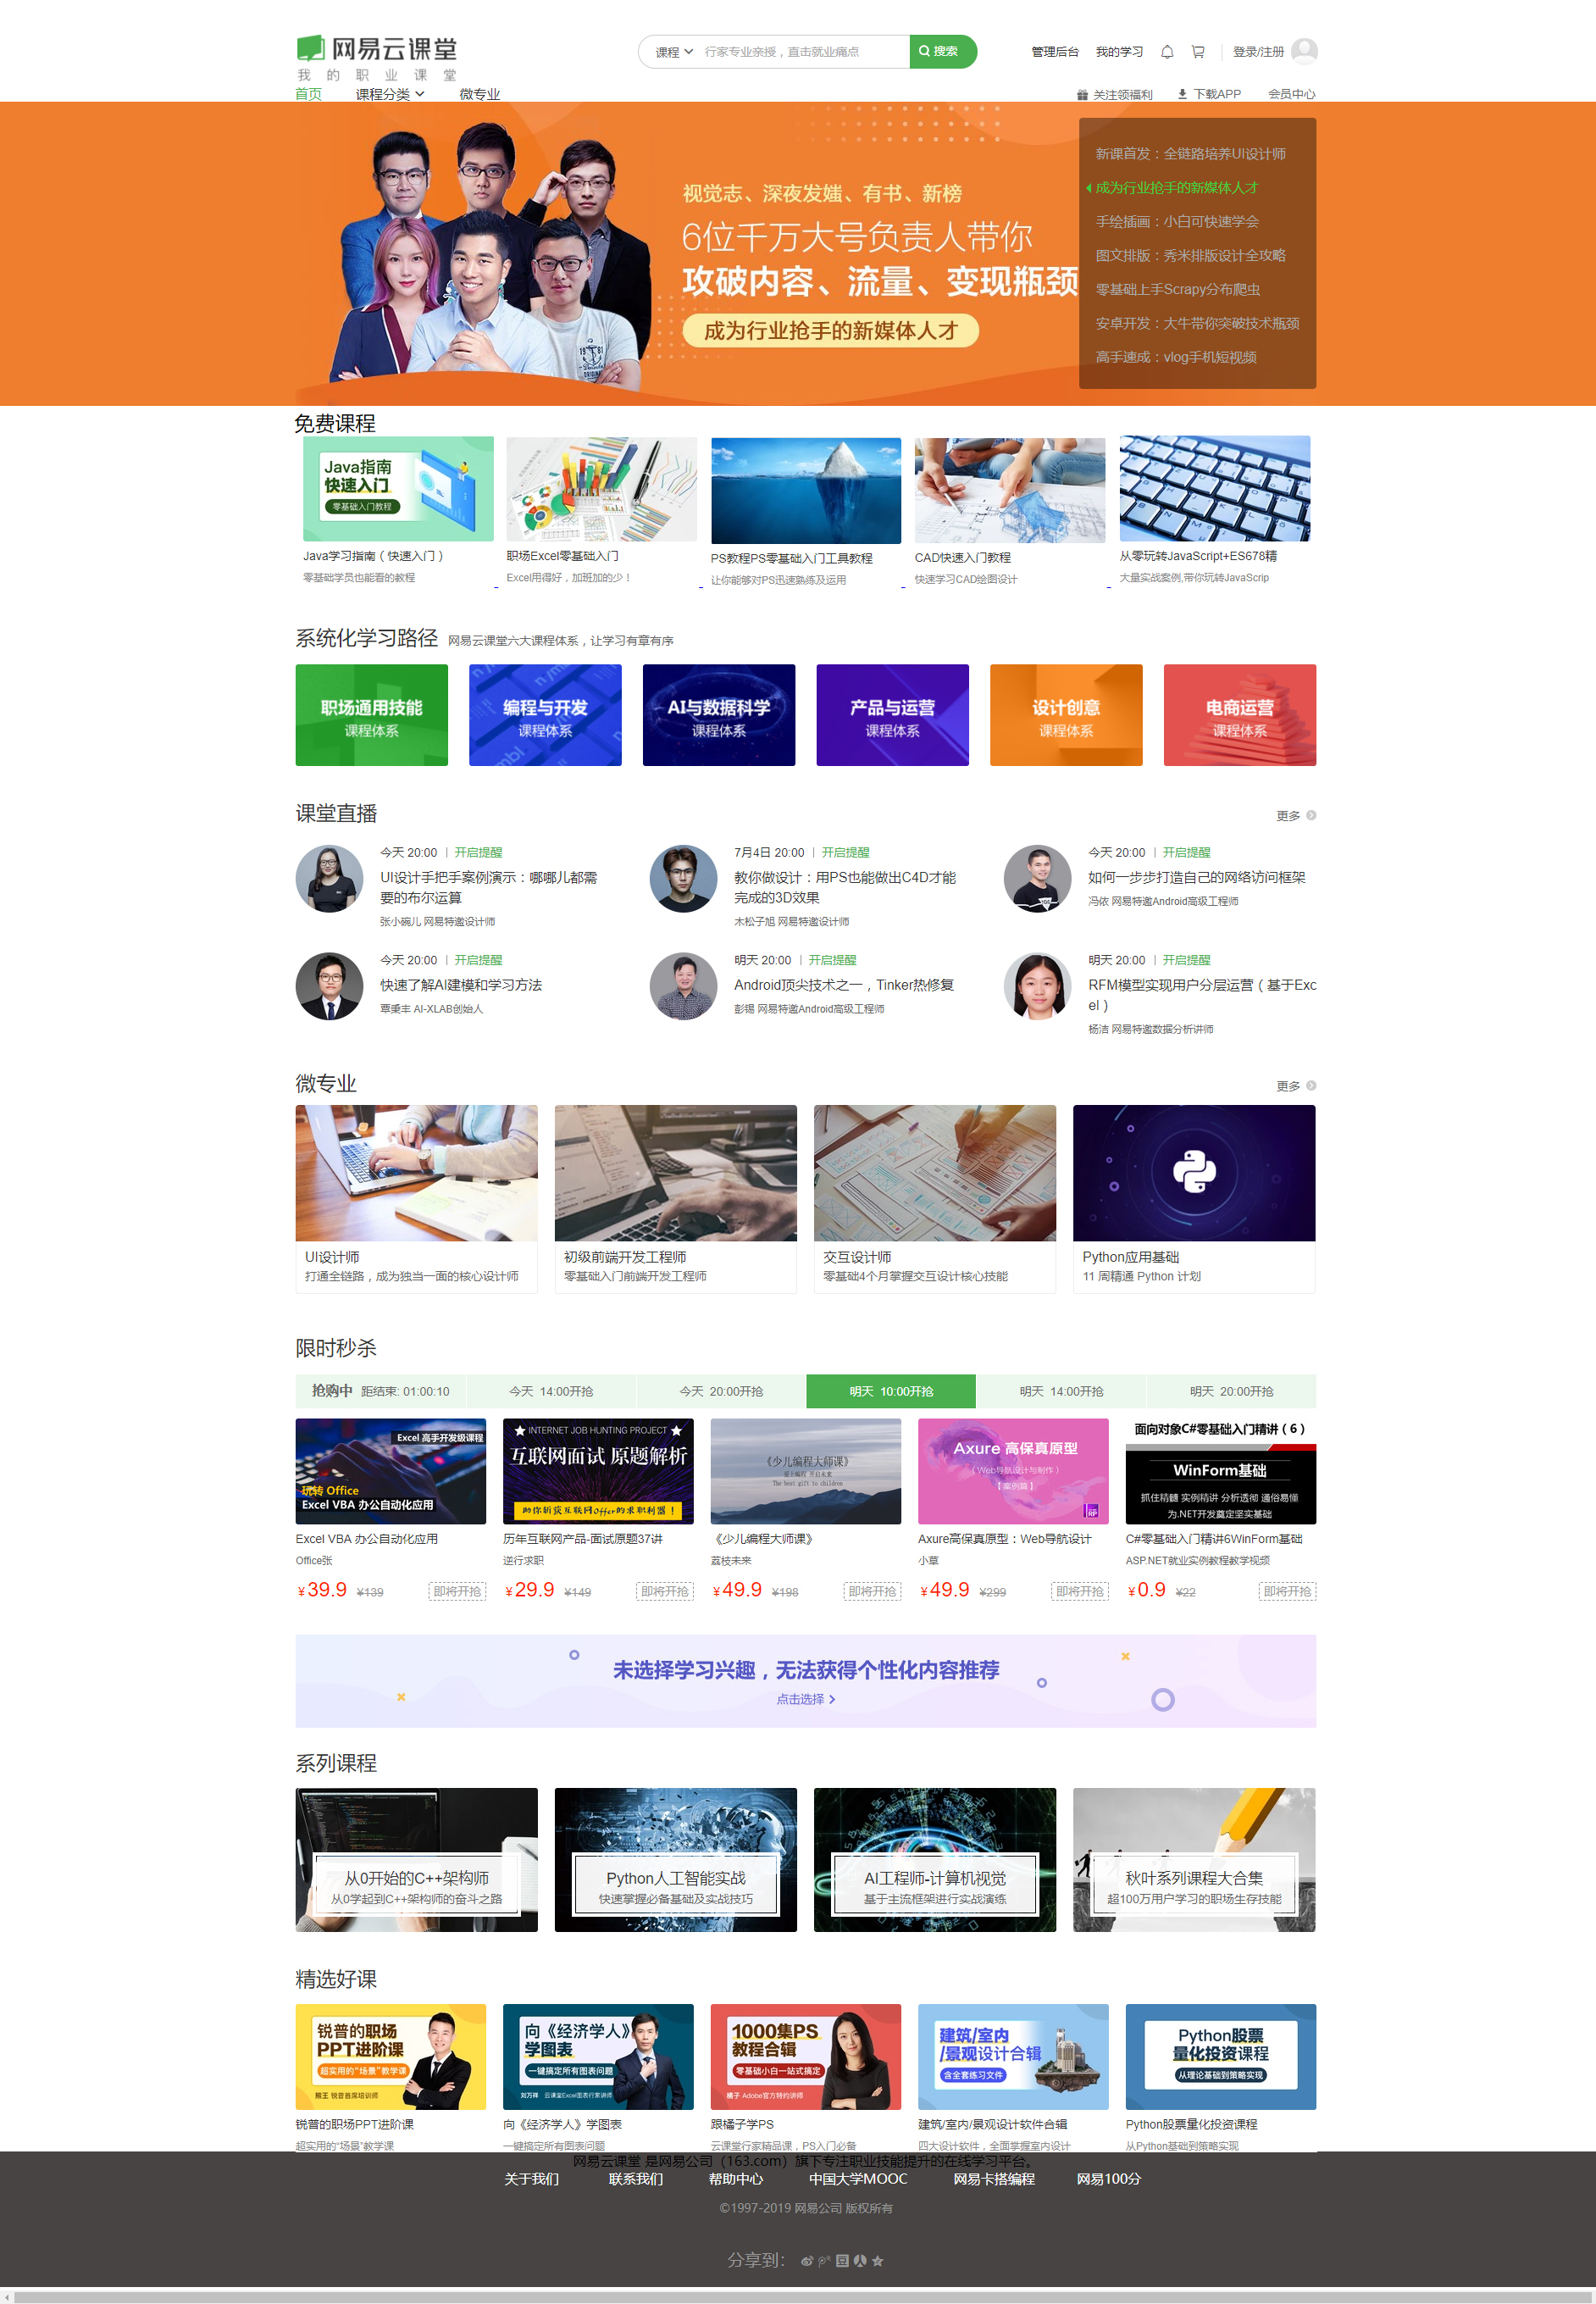 网易云课堂
我的职业课堂
课程 行家专业亲授，直击就业痛点 搜索
管理后台 我的学习 登录/注册
首页 课程分类 微专业
关注领福利 下载APP 会员中心
视觉志、深夜发媸、有书、新榜
6位千万大号负责人带你
攻破内容、流量、变现瓶颈
成为行业抢手的新媒体人才
新课首发：全链路培养UI设计师
成为行业抢手的新媒体人才
手绘插画：小白可快速学会
图文排版：秀米排版设计全攻略
零基础上手Scrapy分布爬虫
安卓开发：大牛带你突破技术瓶颈
高手速成：vlog手机短视频
免费课程
Java指南
快速入门
零基础入门教程
Java学习指南（快速入门）
零基础学员也能看的教程
职场Excel零基础入门
Excel用得好，加班加的少！
PS教程PS零基础入门工具教程
让你能够对PS迅速熟练及运用
CAD快速入门教程
快速学习CAD绘图设计
从零玩转JavaScript+ES678精
大量实战案例,带你玩转JavaScrip
系统化学习路径 网易云课堂六大课程体系，让学习有章有序
职场通用技能
课程体系
编程与开发
课程体系
AI与数据科学
课程体系
产品与运营
课程体系
设计创意
课程体系
电商运营
课程体系
课堂直播 更多
今天 20:00 | 开启提醒
UI设计手把手案例演示：哪哪儿都需
要的布尔运算
张小碗儿 网易特邀设计师
7月4日 20:00 | 开启提醒
教你做设计：用PS也能做出C4D才能
完成的3D效果
木松子旭 网易特邀设计师
今天 20:00 | 开启提醒
如何一步步打造自己的网络访问框架
冯依 网易特邀Android高级工程师
今天 20:00 | 开启提醒
快速了解AI建模和学习方法
覃秉丰 AI-XLAB创始人
明天 20:00 | 开启提醒
Android顶尖技术之一，Tinker热修复
彭锡 网易特邀Android高级工程师
明天 20:00 | 开启提醒
RFM模型实现用户分层运营（基于Exc
el）
杨洁 网易特邀数据分析讲师
微专业 更多
UI设计师
打通全链路，成为独当一面的核心设计师
初级前端开发工程师
零基础入门前端开发工程师
交互设计师
零基础4个月掌握交互设计核心技能
Python应用基础
11 周精通 Python 计划
限时秒杀
抢购中 距结束: 01:00:10
今天 14:00开抢
今天 20:00开抢
明天 10:00开抢
明天 14:00开抢
明天 20:00开抢
Excel 高手开发级课程
玩转 Office
Excel VBA 办公自动化应用
Excel VBA 办公自动化应用
Office张
¥39.9 ¥139 即将开抢
INTERNET JOB HUNTING PROJECT
互联网面试 原题解析
助你斩获互联网Offer的求职利器！
历年互联网产品-面试原题37讲
逆行求职
¥29.9 ¥149 即将开抢
《少儿编程大师课》
爱上编程 开启未来
The best gift to children
《少儿编程大师课》
荔枝未来
¥49.9 ¥198 即将开抢
Axure 高保真原型
（Web导航设计与制作）
【案例篇】
RP
Axure高保真原型：Web导航设计
小覃
¥49.9 ¥299 即将开抢
面向对象C#零基础入门精讲（6）
WinForm基础
抓住精髓 实例精讲 分析透彻 通俗易懂
为.NET开发奠定坚实基础
C#零基础入门精讲6WinForm基础
ASP.NET就业实例教程教学视频
¥0.9 ¥22 即将开抢
未选择学习兴趣，无法获得个性化内容推荐
点击选择
系列课程
从0开始的C++架构师
从0学起到C++架构师的奋斗之路
Python人工智能实战
快速掌握必备基础及实战技巧
AI工程师-计算机视觉
基于主流框架进行实战演练
秋叶系列课程大合集
超100万用户学习的职场生存技能
精选好课
锐普的职场
PPT进阶课
超实用的“场景”教学课
锐普首席培训师
锐普的职场PPT进阶课
超实用的“场景”教学课
向《经济学人》
学图表
一键搞定所有图表问题
刘万祥 云课堂Excel图表行家讲师
向《经济学人》学图表
一键搞定所有图表问题
1000集PS
教程合辑
零基础小白一站式搞定
橘子 Adobe官方特约讲师
跟橘子学PS
云课堂行家精品课，PS入门必备
建筑/室内
/景观设计合辑
含全套练习文件
建筑/室内/景观设计软件合辑
四大设计软件，全面掌握室内设计
Python股票
量化投资课程
从理论基础到策略实现
Python股票量化投资课程
从Python基础到策略实现
网易云课堂 是网易公司（163.com）旗下专注职业技能提升的在线学习平台。
关于我们 联系我们 帮助中心 中国大学MOOC 网易卡搭编程 网易100分
©1997-2019 网易公司 版权所有
分享到：